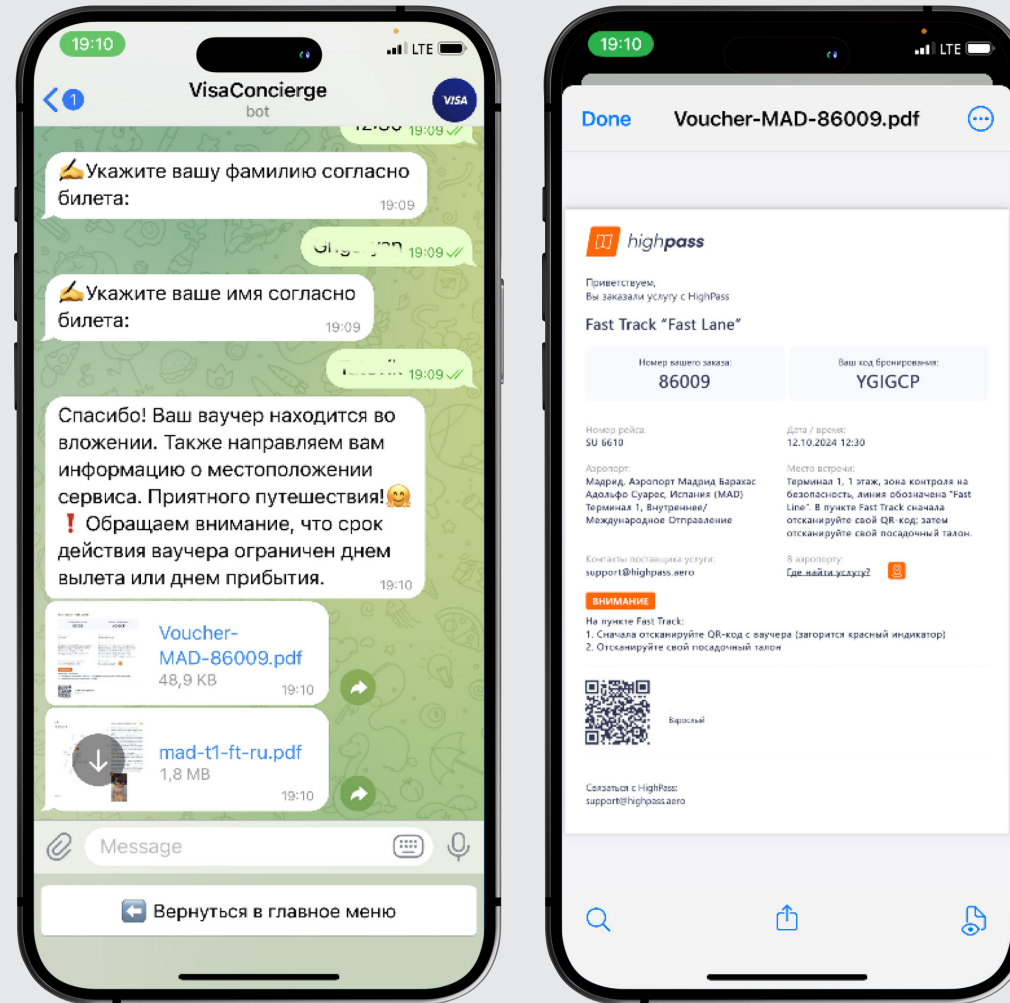 19:10
LTE
1
VisaConcierge
bot
VISA
19:09
✍️Укажите вашу фамилию согласно
билета:
19:09
19:09
✍️Укажите ваше имя согласно
билета:
19:09
19:09
Спасибо! Ваш ваучер находится во
вложении. Также направляем вам
информацию о местоположении
сервиса. Приятного путешествия!🤗
❗ Обращаем внимание, что срок
действия ваучера ограничен днем
вылета или днем прибытия.
19:10
Voucher-
MAD-86009.pdf
48,9 KB
19:10
mad-t1-ft-ru.pdf
1,8 MB
19:10
Message
Вернуться в главное меню
19:10
LTE
Done
Voucher-MAD-86009.pdf
highpass
Приветствуем,
Вы заказали услугу с HighPass
Fast Track "Fast Lane"
Номер вашего заказа:
86009
Ваш код бронирования:
YGIGCP
Номер рейса:
SU 6610
Дата / время:
12.10.2024 12:30
Аэропорт:
Мадрид, Аэропорт Мадрид Барахас
Адольфо Суарес, Испания (MAD)
Терминал 1, Внутреннее/
Международное Отправление
Место встречи:
Терминал 1, 1 этаж, зона контроля на
безопасность, линия обозначена "Fast
Line". В пункте Fast Track сначала
отсканируйте свой QR-код; затем
отсканируйте свой посадочный талон.
Контакты поставщика услуги:
support@highpass.aero
В аэропорту:
Где найти услугу?
ВНИМАНИЕ
На пункте Fast Track:
1. Сначала отсканируйте QR-код с ваучера (загорится красный индикатор)
2. Отсканируйте свой посадочный талон
Взрослый
Связаться с HighPass:
support@highpass.aero